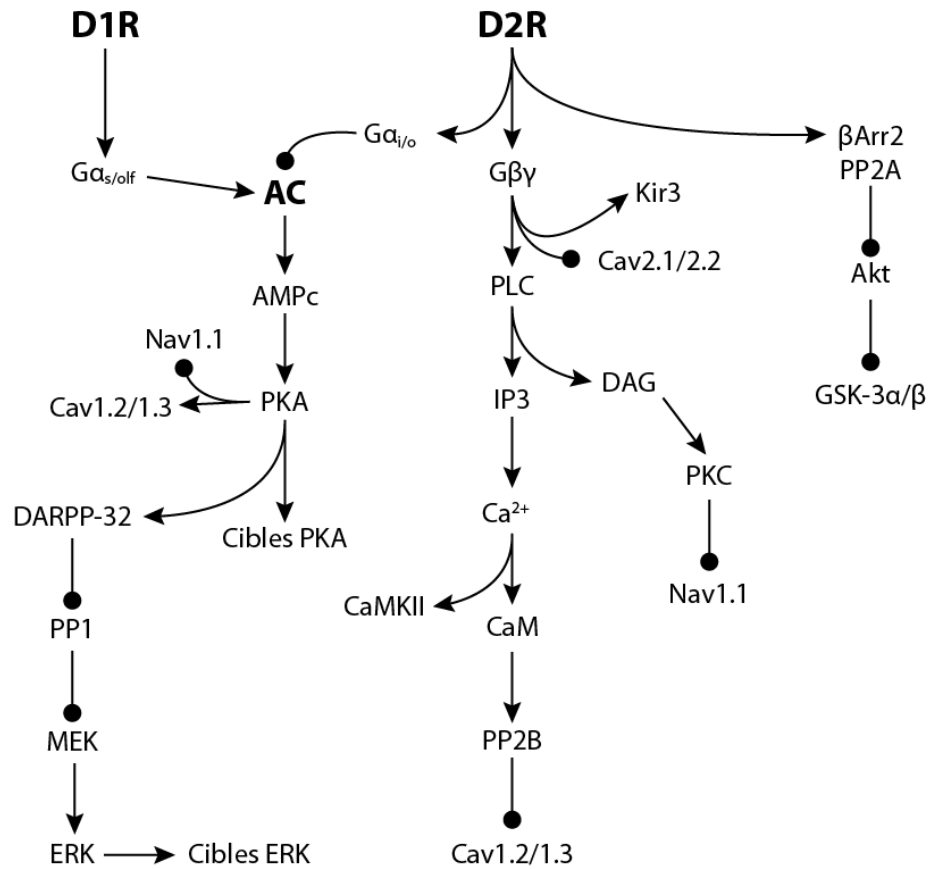 D1R
D2R
Gαi/o
βArr2
PP2A
Gαs/olf
AC
Gβγ
Kir3
Cav2.1/2.2
Akt
AMPc
PLC
Nav1.1
Cav1.2/1.3
PKA
IP3
DAG
GSK-3α/β
PKC
DARPP-32
Cibles PKA
Ca²⁺
Nav1.1
CaMKII
CaM
PP1
MEK
PP2B
ERK
Cibles ERK
Cav1.2/1.3